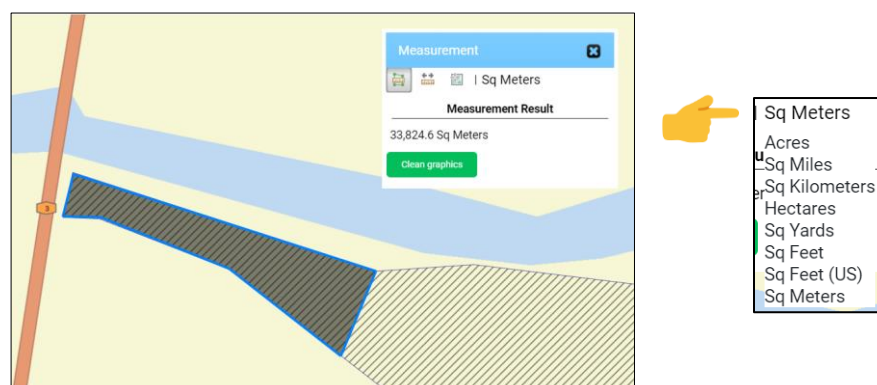 Measurement
| Sq Meters
Measurement Result
33,824.6 Sq Meters
Clean graphics
3
Sq Meters
Acres
Sq Miles
Sq Kilometers
Hectares
Sq Yards
Sq Feet
Sq Feet (US)
Sq Meters